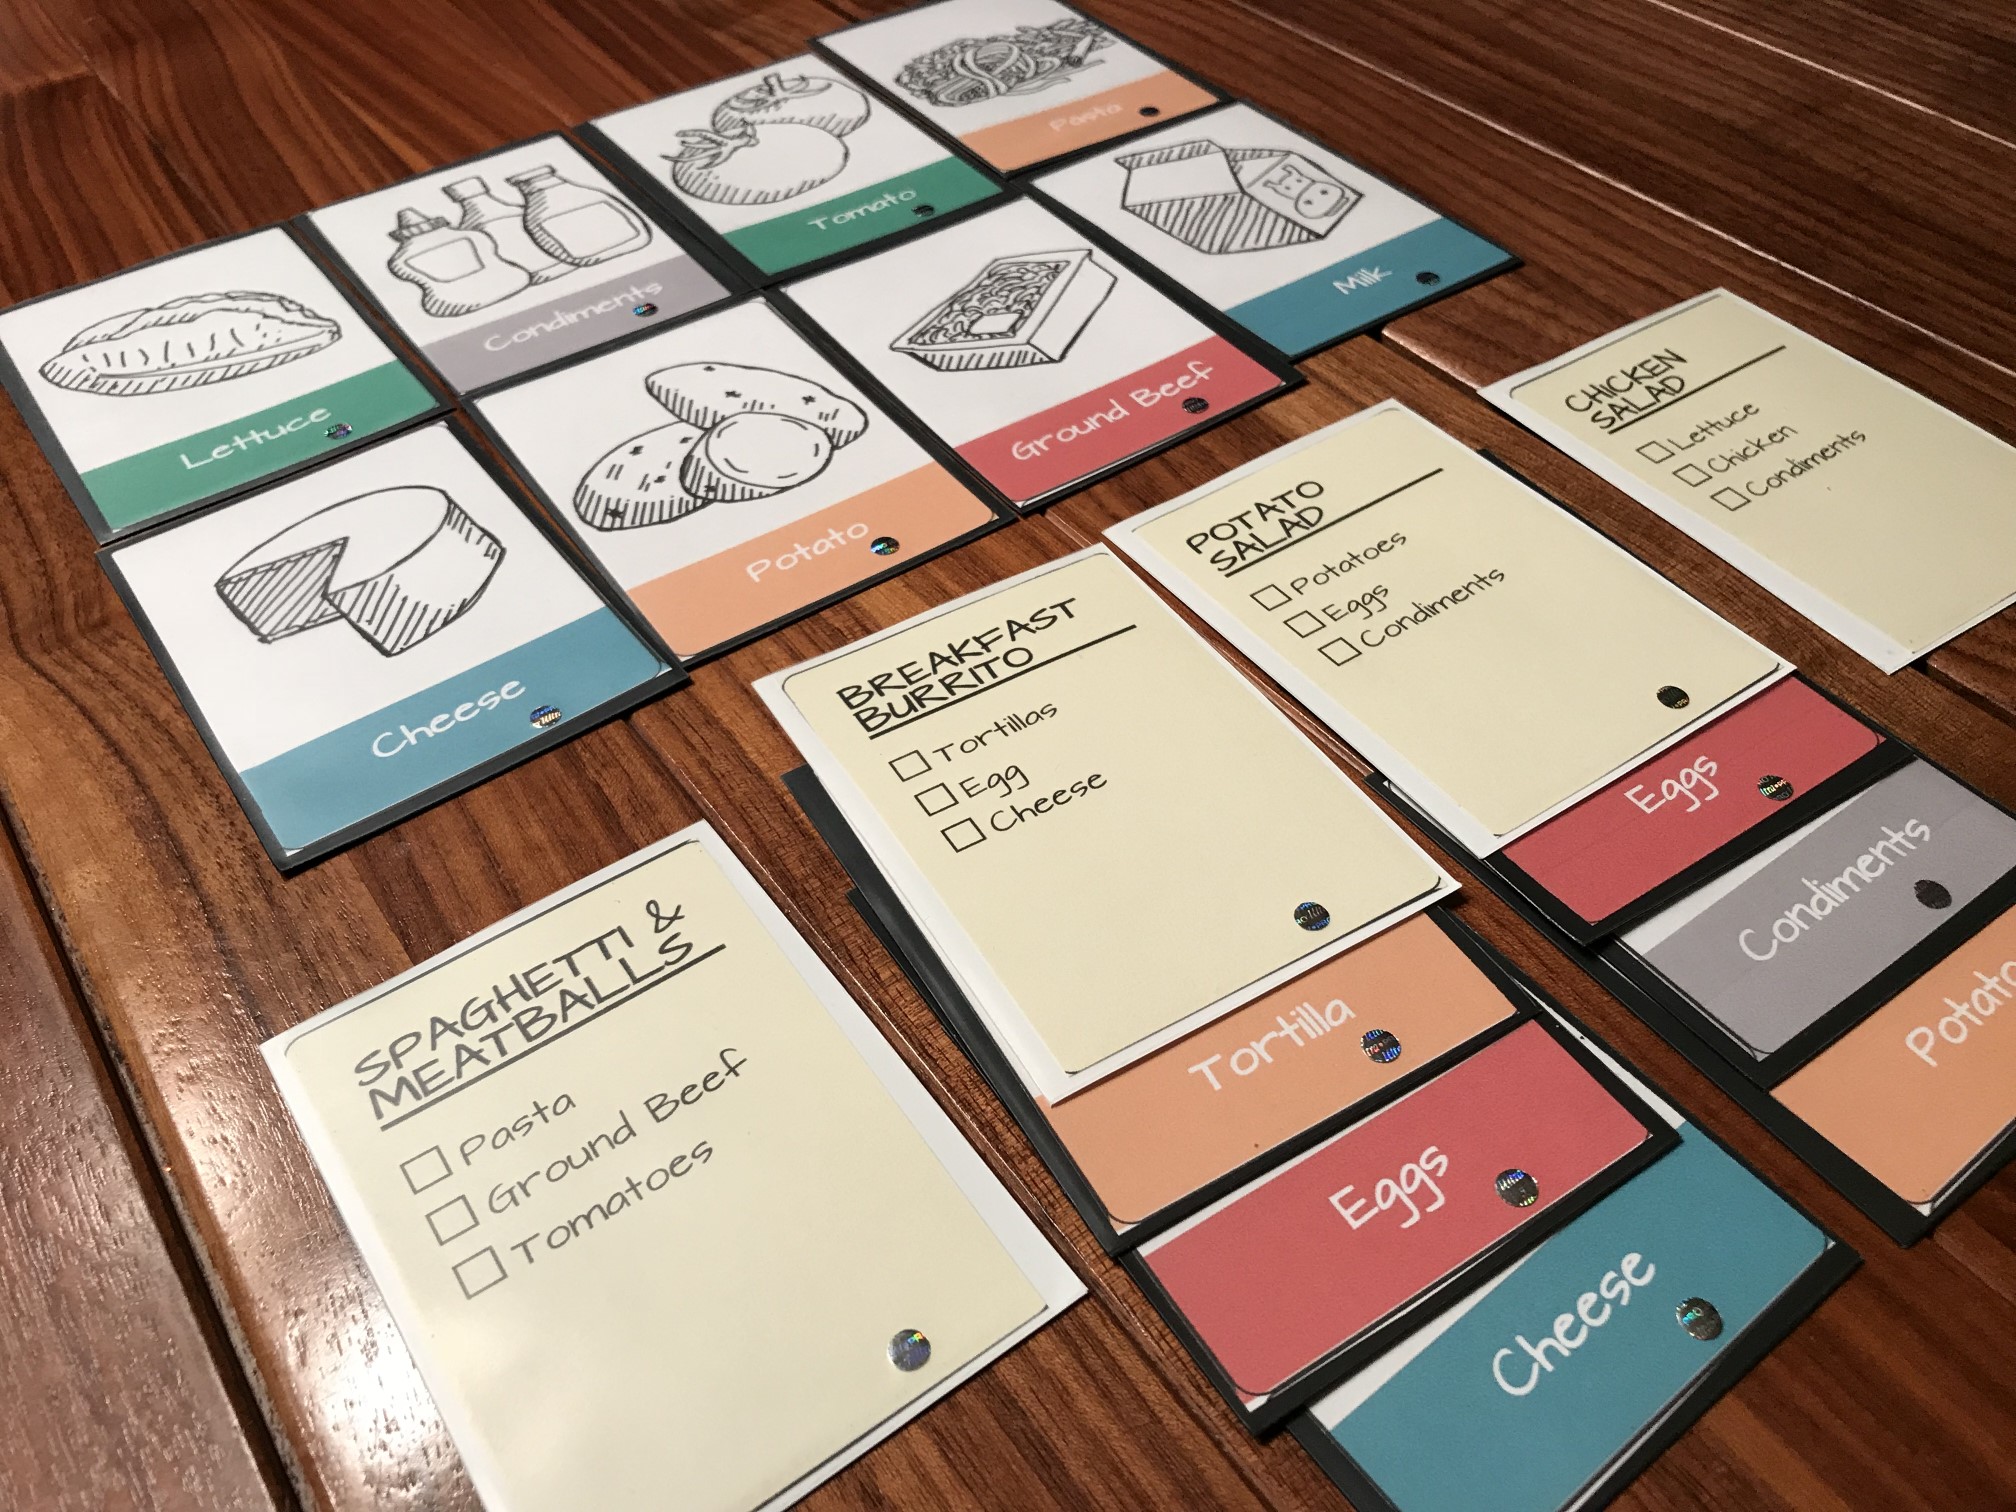 Pasta
Tomato
Milk
Condiments
Ground Beef
Lettuce
Potato
Cheese
CHICKEN
SALAD
Lettuce
Chicken
Condiments
POTATO
SALAD
Potatoes
Eggs
Condiments
Eggs
Condiments
Potato
BREAKFAST
BURRITO
Tortillas
Egg
Cheese
Tortilla
Eggs
Cheese
SPAGHETTI &
MEATBALLS
Pasta
Ground Beef
Tomatoes